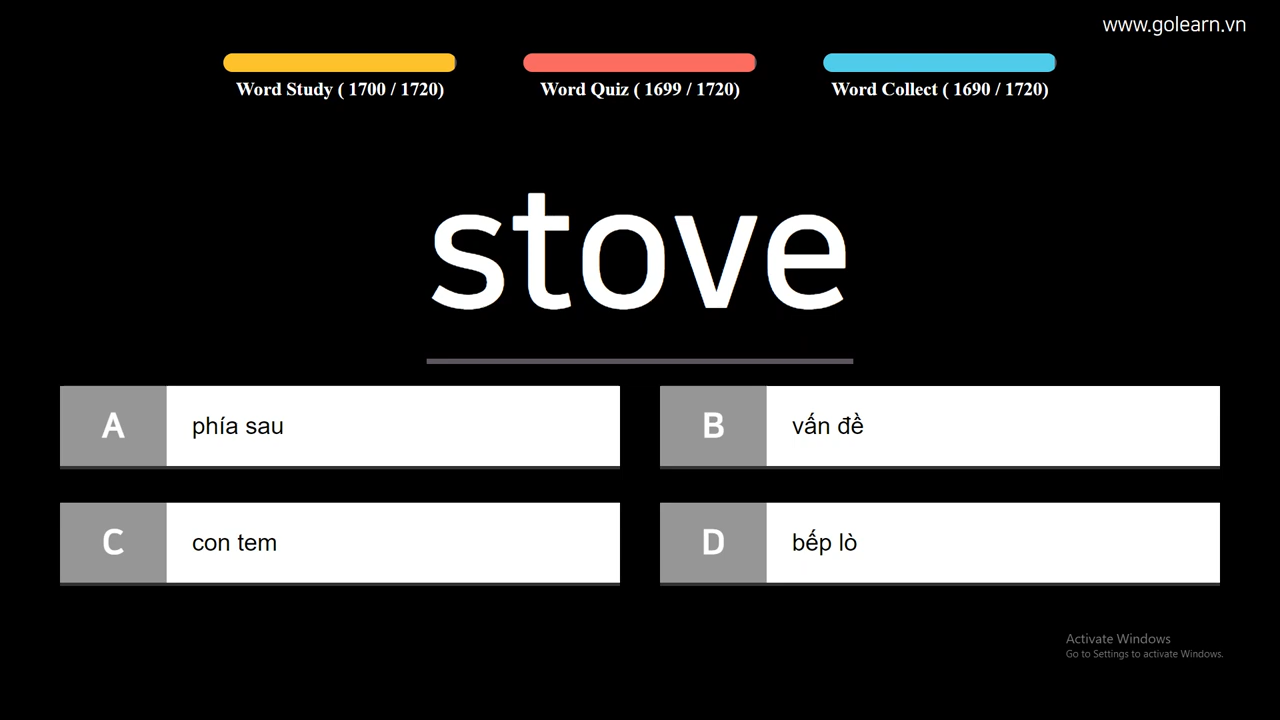 www.golearn.vn
Word Study ( 1700 / 1720)
Word Quiz ( 1699 / 1720)
Word Collect ( 1690 / 1720)
stove
A phía sau
B vấn đề
C con tem
D bếp lò
Activate Windows
Go to Settings to activate Windows.